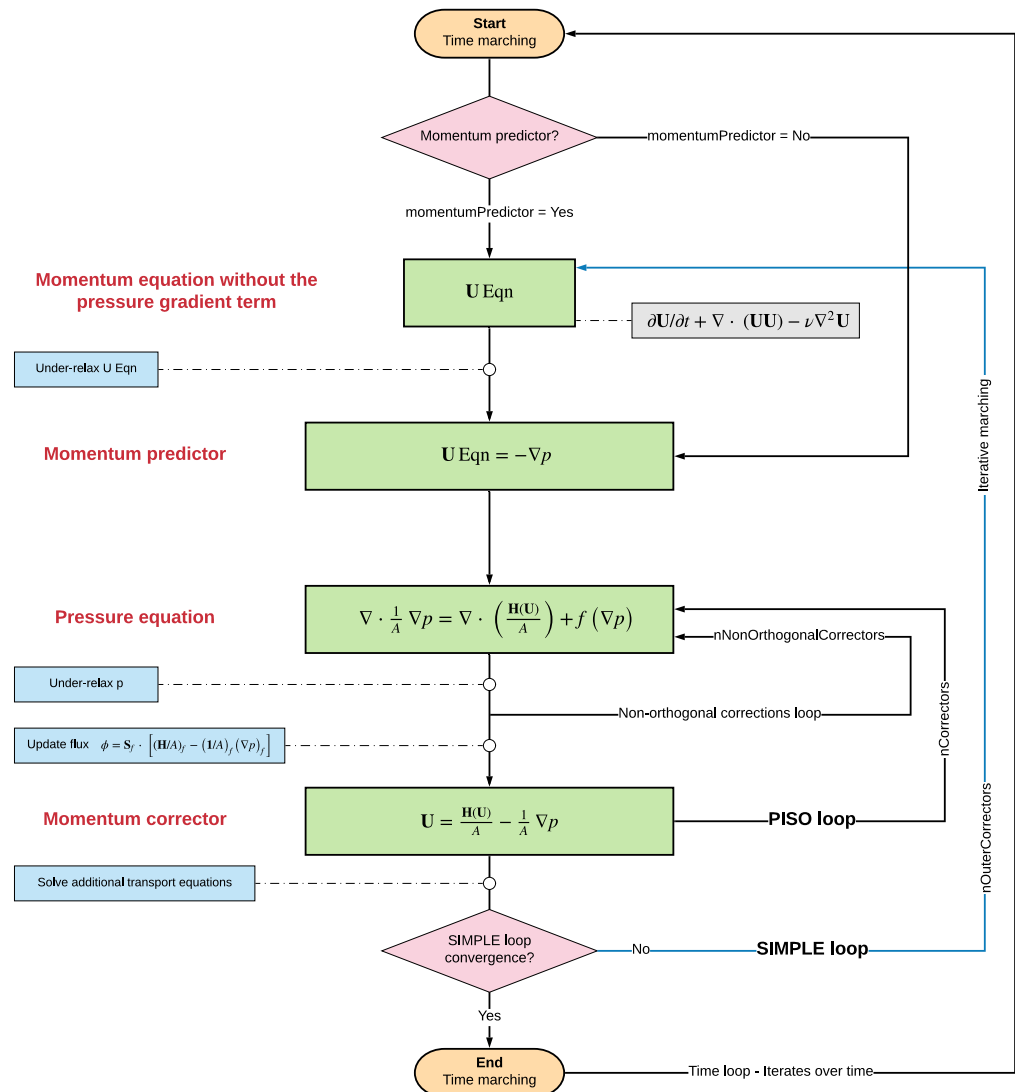 Start
Time marching
Momentum predictor?
momentumPredictor = No
momentumPredictor = Yes
Momentum equation without the
pressure gradient term
U Eqn
∂U/∂t + ∇ · (UU) − ν∇²U
Under-relax U Eqn
Iterative marching
Momentum predictor
U Eqn = −∇p
Pressure equation
∇ · 1/A ∇p = ∇ · (H(U)/A) + f (∇p)
nNonOrthogonalCorrectors
Under-relax p
Non-orthogonal corrections loop
nCorrectors
Update flux ϕ = S_f · [(H/A)_f − (1/A)_f (∇p)_f]
Momentum corrector
U = H(U)/A − 1/A ∇p
PISO loop
nOuterCorrectors
Solve additional transport equations
SIMPLE loop
convergence?
No
SIMPLE loop
Yes
End
Time marching
Time loop - Iterates over time